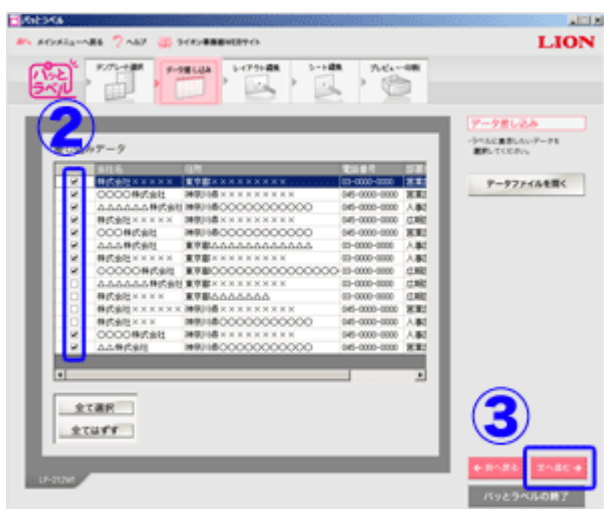 パッとラベル
メインメニューへ戻る ヘルプ ライオン事務器WEBサイト
LION
パッと
ラベル
テンプレート選択 データ差し込み レイアウト編集 シート編集 プレビュー・印刷
②
差し込みデータ
データ差し込み
データファイルを開く
会社名 住所 電話番号
株式会社××××× 東京都×××××××××× 03-0000-0000
○○○○株式会社 神奈川県×××××××××× 045-0000-0000
△△△△△△株式会社 神奈川県○○○○○○○○○○○ 045-0000-0000
株式会社××××× 神奈川県×××××××××× 045-0000-0000
○○○株式会社 神奈川県○○○○○○○○○○○ 045-0000-0000
△△△株式会社 東京都△△△△△△△△△△△△ 03-0000-0000
株式会社××××× 東京都×××××××××× 03-0000-0000
○○○○○株式会社 東京都○○○○○○○○○○○○○○○ 03-0000-0000
△△△△△△株式会社 東京都×××××××××× 03-0000-0000
株式会社××××× 東京都△△△△△△△ 03-0000-0000
株式会社×××××× 神奈川県×××××××××× 045-0000-0000
株式会社×××× 神奈川県○○○○○○○○○○○ 045-0000-0000
○○○○株式会社 神奈川県×××××××××× 045-0000-0000
△△株式会社 神奈川県○○○○○○○○○○○ 045-0000-0000
全て選択
全てはずす
③
前へ戻る 次へ進む
パッとラベルの終了